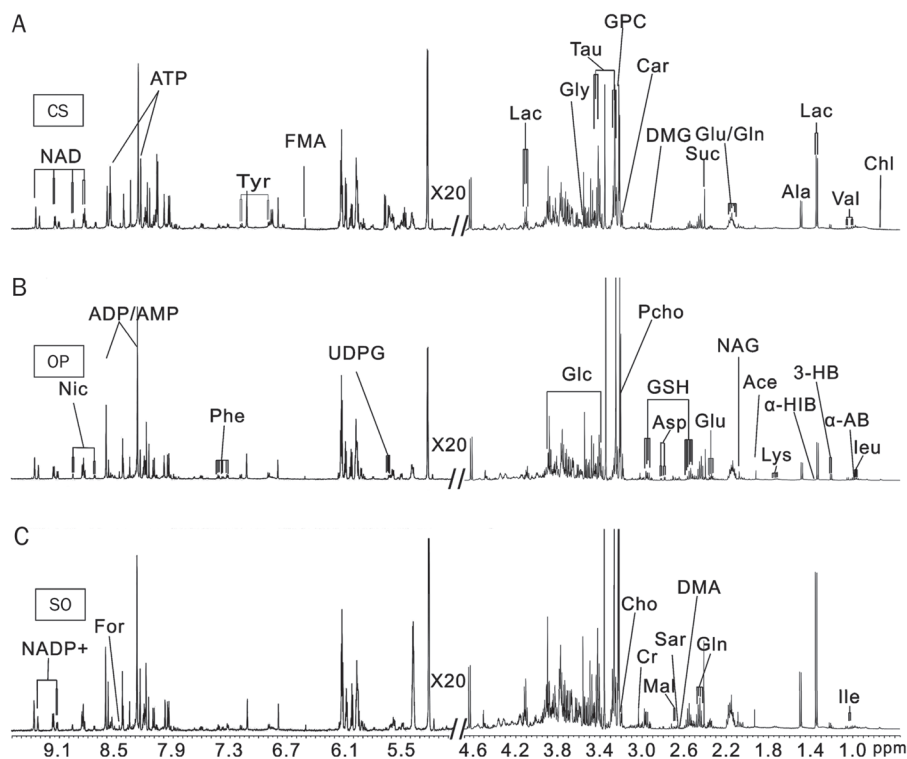 A
GPC
Tau
ATP
Car
CS
Gly
Lac
Lac
FMA
DMG
Glu/Gln
NAD
Suc
Chl
Tyr
X20
Ala
Val
B
ADP/AMP
Pcho
OP
UDPG
NAG
Nic
Glc
3-HB
GSH
Ace
Phe
α-HIB
Asp
Glu
α-AB
X20
leu
Lys
C
SO
DMA
For
Cho
NADP+
Sar
Gln
Cr
X20
Mal
Ile
9.1 8.5 7.9 7.3 6.7 6.1 5.5 4.6 4.2 3.8 3.4 3.0 2.6 2.2 1.8 1.4 1.0 ppm